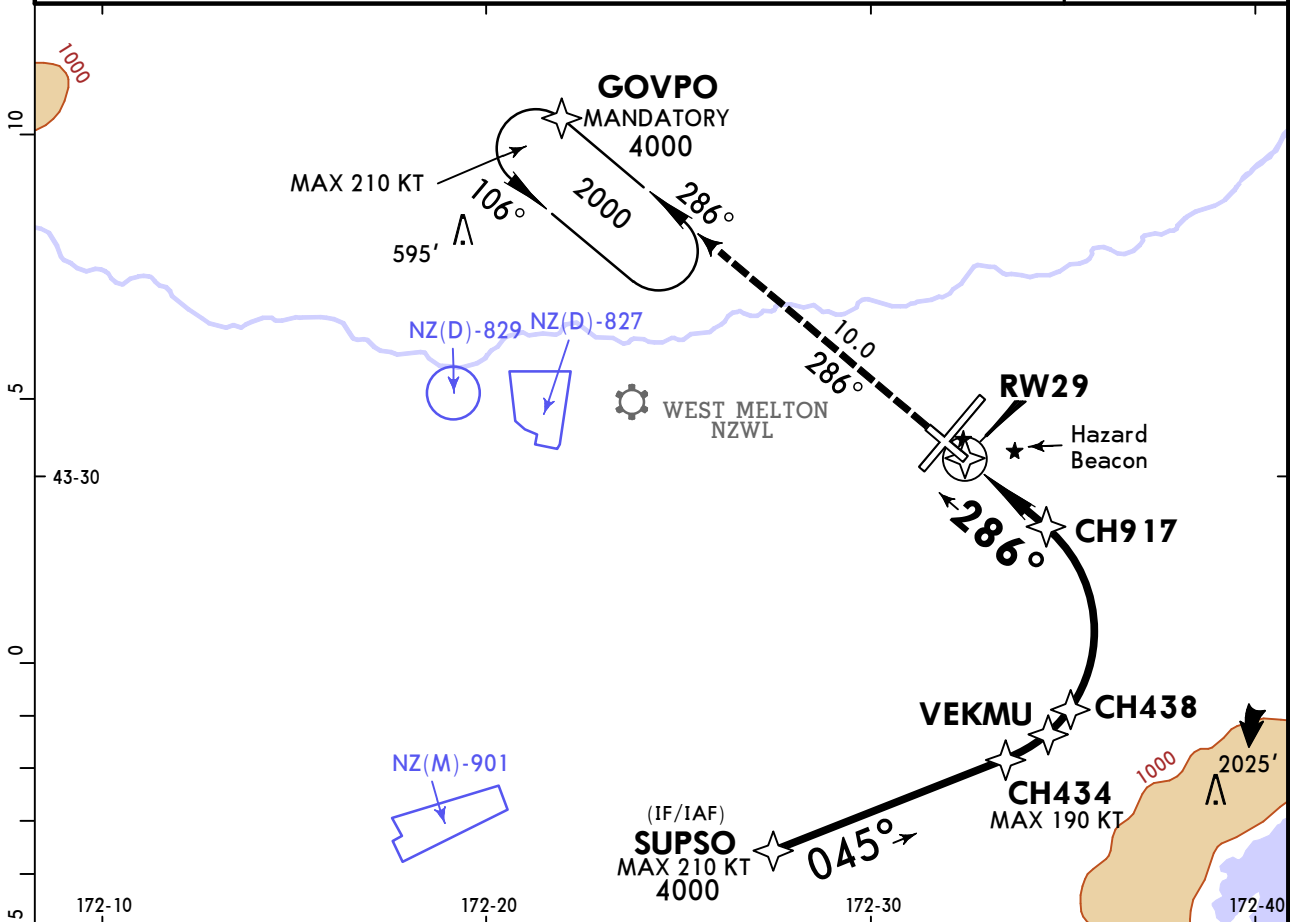 1000
GOVPO
MANDATORY
4000
10
MAX 210 KT
106°
2000
286°
595'
NZ(D)-829
NZ(D)-827
10.0
286°
5
WEST MELTON
NZWL
RW29
Hazard
Beacon
43-30
286°
CH917
0
VEKMU
CH438
NZ(M)-901
1000
2025'
CH434
MAX 190 KT
(IF/IAF)
SUPSO
MAX 210 KT
4000
045°
5
172-10
172-20
172-30
172-40